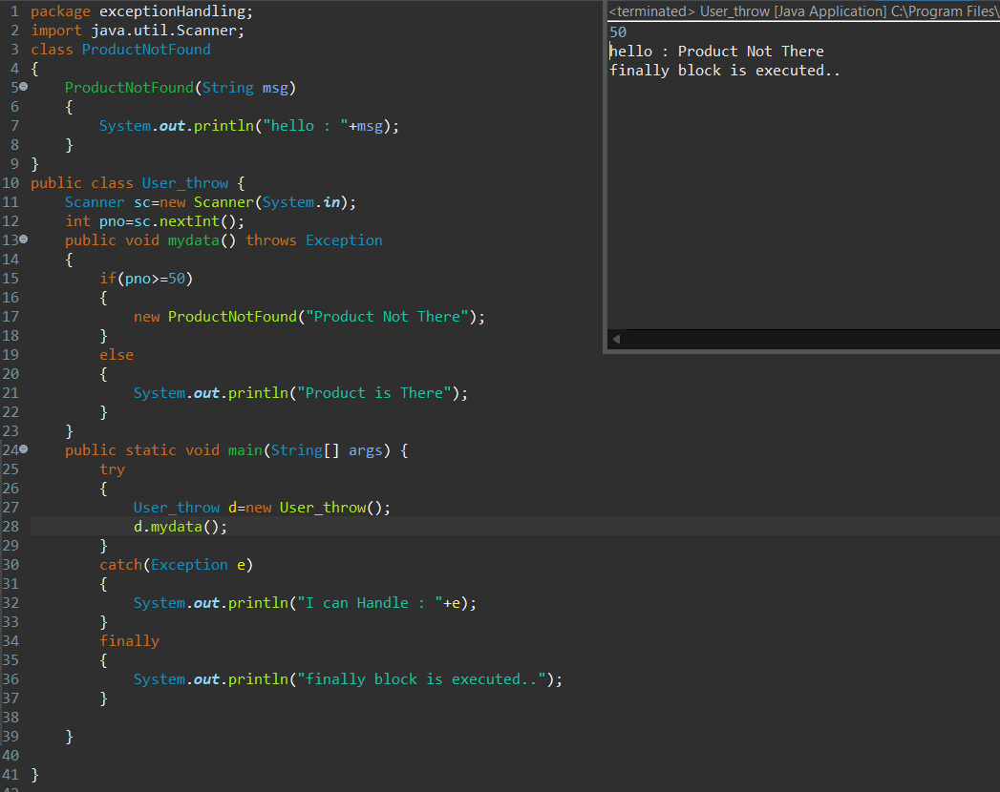 1 package exceptionHandling;
2 import java.util.Scanner;
3 class ProductNotFound
4 {
5 ProductNotFound(String msg)
6 {
7 System.out.println("hello : "+msg);
8 }
9 }
10 public class User_throw {
11 Scanner sc=new Scanner(System.in);
12 int pno=sc.nextInt();
13 public void mydata() throws Exception
14 {
15 if(pno>=50)
16 {
17 new ProductNotFound("Product Not There");
18 }
19 else
20 {
21 System.out.println("Product is There");
22 }
23 }
24 public static void main(String[] args) {
25 try
26 {
27 User_throw d=new User_throw();
28 d.mydata();
29 }
30 catch(Exception e)
31 {
32 System.out.println("I can Handle : "+e);
33 }
34 finally
35 {
36 System.out.println("finally block is executed..");
37 }
38
39 }
40
41 }
<terminated> User_throw [Java Application] C:\Program Files\
50
hello : Product Not There
finally block is executed..